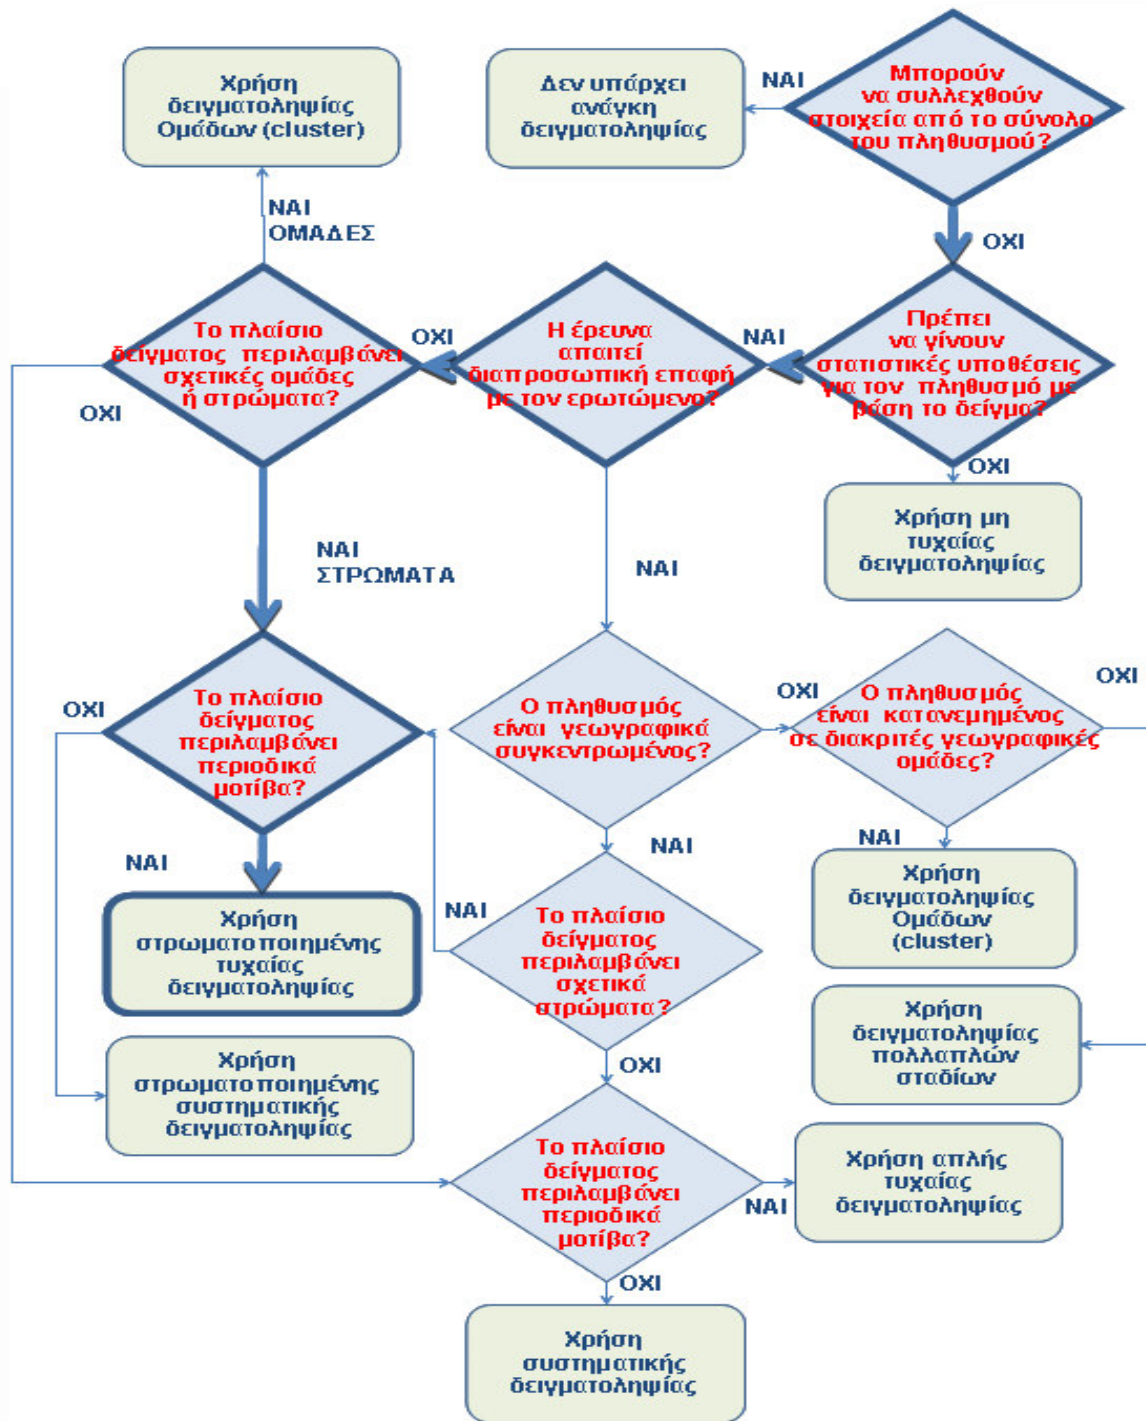 Χρήση
δειγματοληψίας
Ομάδων (cluster)
Δεν υπάρχει
ανάγκη
δειγματοληψίας
ΝΑΙ
Μπορούν
να συλλεχθούν
στοιχεία από το σύνολο
του πληθυσμού?
ΝΑΙ
ΟΜΑΔΕΣ
ΟΧΙ
Το πλαίσιο
δείγματος περιλαμβάνει
σχετικές ομάδες
ή στρώματα?
ΟΧΙ
Η έρευνα
απαιτεί
διαπροσωπική επαφή
με τον ερωτώμενο?
ΝΑΙ
Πρέπει
να γίνουν
στατιστικές υποθέσεις
για τον πληθυσμό με
βάση το δείγμα?
ΟΧΙ
ΟΧΙ
Χρήση μη
τυχαίας
δειγματοληψίας
ΝΑΙ
ΣΤΡΩΜΑΤΑ
ΝΑΙ
Το πλαίσιο
δείγματος
περιλαμβάνει
περιοδικά
μοτίβα?
ΟΧΙ
Ο πληθυσμός
είναι γεωγραφικά
συγκεντρωμένος?
ΟΧΙ
Ο πληθυσμός
είναι κατανεμημένος
σε διακριτές γεωγραφικές
ομάδες?
ΟΧΙ
ΝΑΙ
ΝΑΙ
ΝΑΙ
Χρήση
στρωματοποιημένης
τυχαίας
δειγματοληψίας
ΝΑΙ
Το πλαίσιο
δείγματος
περιλαμβάνει
σχετικά
στρώματα?
Χρήση
δειγματοληψίας
Ομάδων
(cluster)
Χρήση
δειγματοληψίας
πολλαπλών
σταδίων
Χρήση
στρωματοποιημένης
συστηματικής
δειγματοληψίας
ΟΧΙ
Το πλαίσιο
δείγματος
περιλαμβάνει
περιοδικά
μοτίβα?
ΝΑΙ
Χρήση απλής
τυχαίας
δειγματοληψίας
ΟΧΙ
Χρήση
συστηματικής
δειγματοληψίας